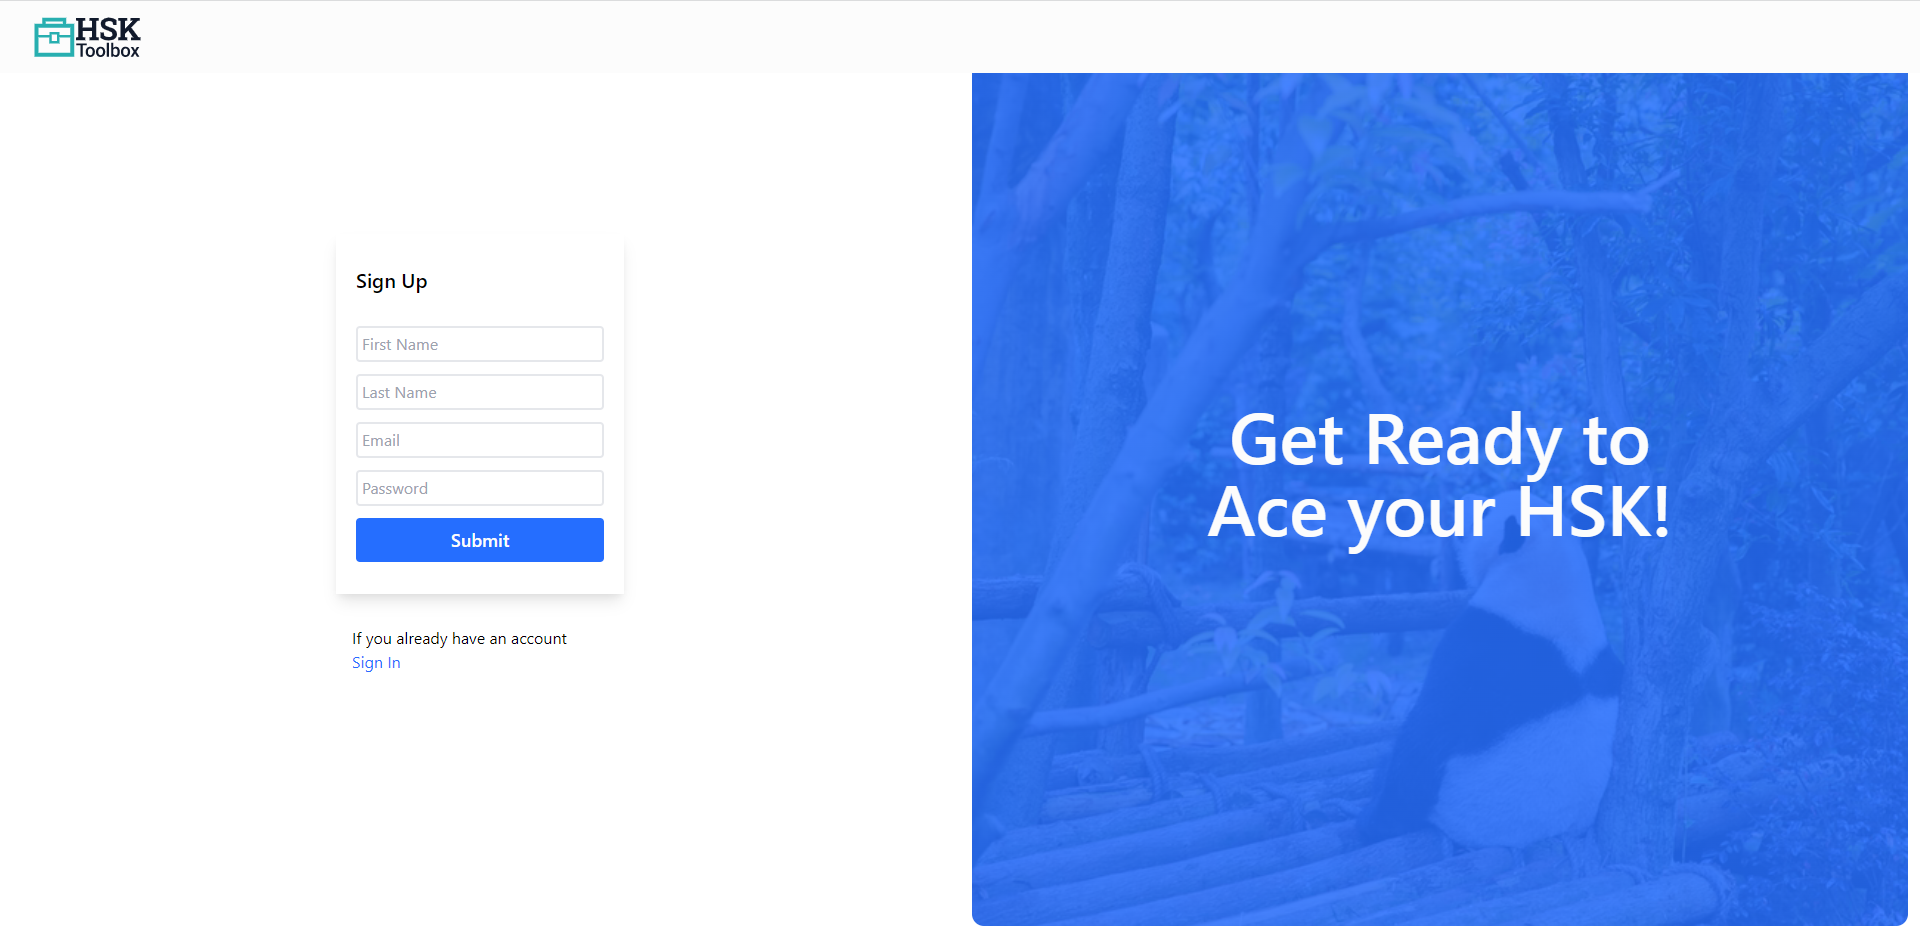 HSK
Toolbox
Sign Up
First Name
Last Name
Email
Password
Submit
If you already have an account
Sign In
Get Ready to
Ace your HSK!